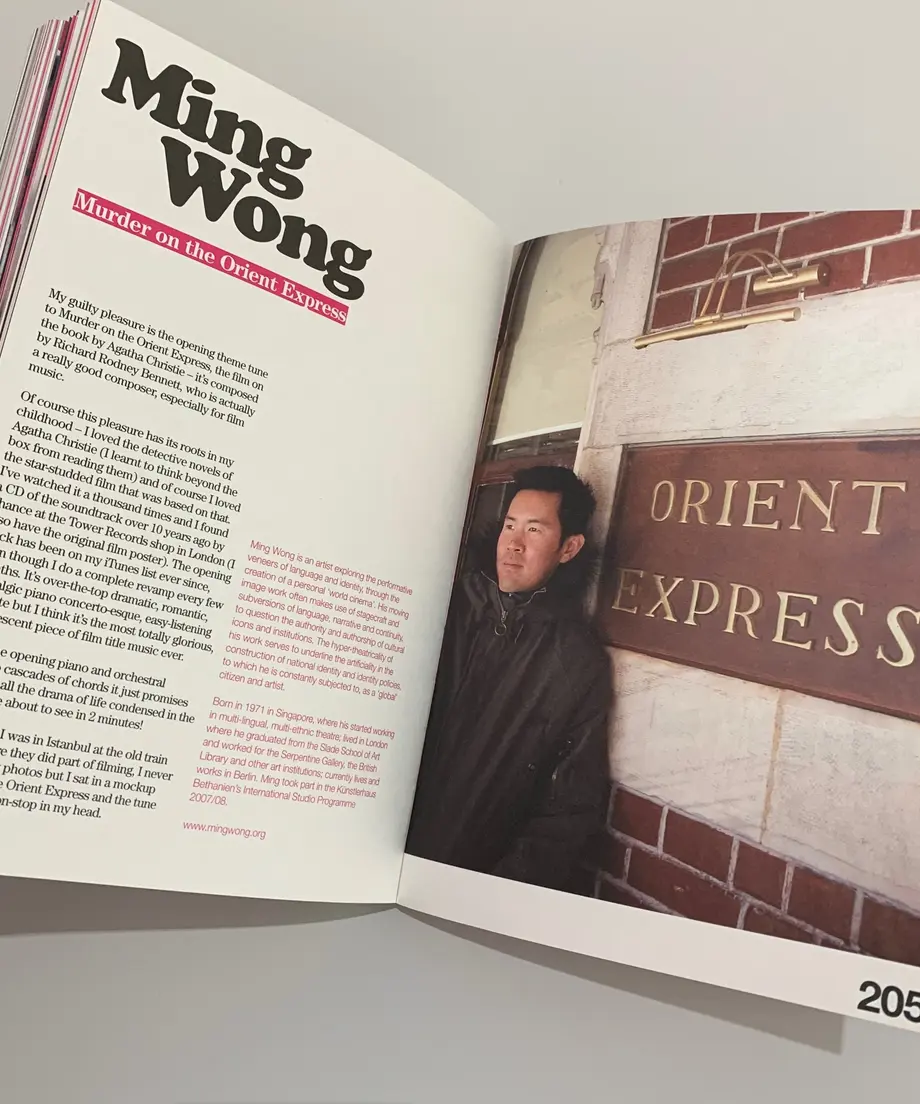 Ming
Wong
Murder on the Orient Express
My guilty pleasure is the opening theme tune
to Murder on the Orient Express, the film on
the book by Agatha Christie – it's composed
by Richard Rodney Bennett, who is actually
a really good composer, especially for film
music.
Of course this pleasure has its roots in my
childhood – I loved the detective novels of
Agatha Christie (I learnt to think beyond the
box from reading them) and of course I loved
the star-studded film that was based on that.
I've watched it a thousand times and I found
CD of the soundtrack over 10 years ago by
hance at the Tower Records shop in London (I
so have the original film poster). The opening
ck has been on my iTunes list ever since,
n though I do a complete revamp every few
ths. It's over-the-top dramatic, romantic,
lgic piano concerto-esque, easy-listening
te but I think it's the most totally glorious,
escent piece of film title music ever.
e opening piano and orchestral
cascades of chords it just promises
all the drama of life condensed in the
about to see in 2 minutes!
I was in Istanbul at the old train
e they did part of filming, I never
photos but I sat in a mockup
e Orient Express and the tune
on-stop in my head.
Ming Wong is an artist exploring the performative
veneers of language and identity, through the
creation of a personal 'world cinema'. His moving
image work often makes use of stagecraft and
subversions of language, narrative and continuity,
to question the authority and authorship of cultural
icons and institutions. The hyper-theatricality of
his work serves to underline the artificiality in the
construction of national identity and identity polices,
to which he is constantly subjected to, as a 'global'
citizen and artist.
Born in 1971 in Singapore, where his started working
in multi-lingual, multi-ethnic theatre; lived in London
where he graduated from the Slade School of Art
and worked for the Serpentine Gallery, the British
Library and other art institutions; currently lives and
works in Berlin. Ming took part in the Künstlerhaus
Bethanien's International Studio Programme
2007/08.
www.mingwong.org
ORIENT
EXPRESS
205